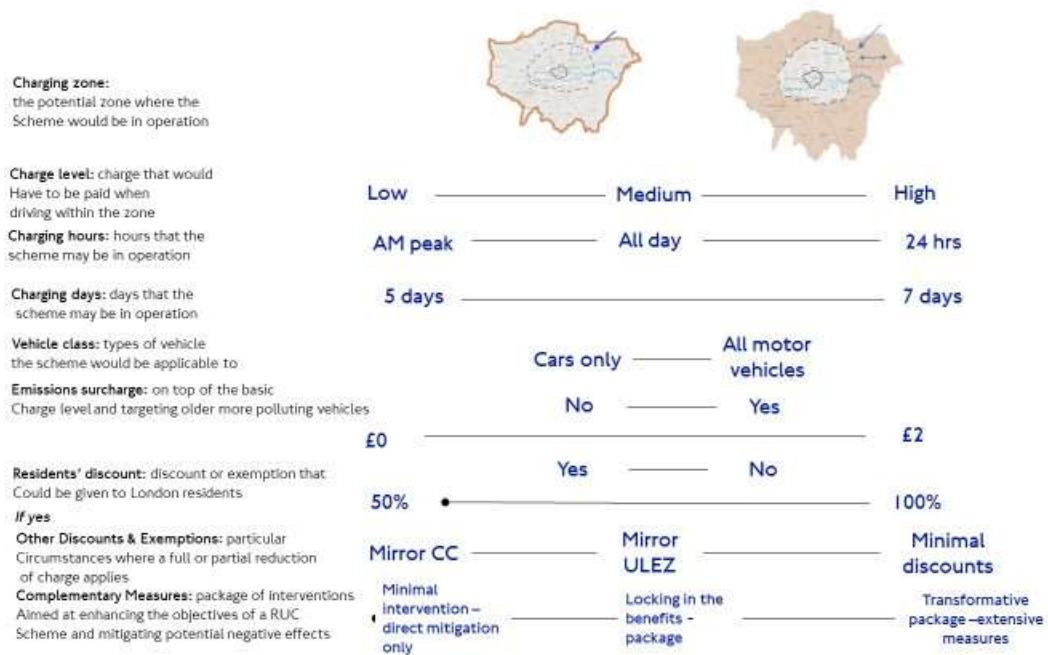 Charging zone:
the potential zone where the
Scheme would be in operation
Charge level: charge that would
Have to be paid when
driving within the zone
Low
Medium
High
Charging hours: hours that the
scheme may be in operation
AM peak
All day
24 hrs
Charging days: days that the
scheme may be in operation
5 days
7 days
Vehicle class: types of vehicle
the scheme would be applicable to
Cars only
All motor
vehicles
Emissions surcharge: on top of the basic
Charge level and targeting older more polluting vehicles
No
Yes
£0
£2
Residents' discount: discount or exemption that
Could be given to London residents
Yes
No
If yes
50%
100%
Other Discounts & Exemptions: particular
Circumstances where a full or partial reduction
of charge applies
Mirror CC
Mirror
ULEZ
Minimal
discounts
Complementary Measures: package of interventions
Aimed at enhancing the objectives of a RUC
Scheme and mitigating potential negative effects
Minimal
intervention –
direct mitigation
only
Locking in the
benefits -
package
Transformative
package –extensive
measures